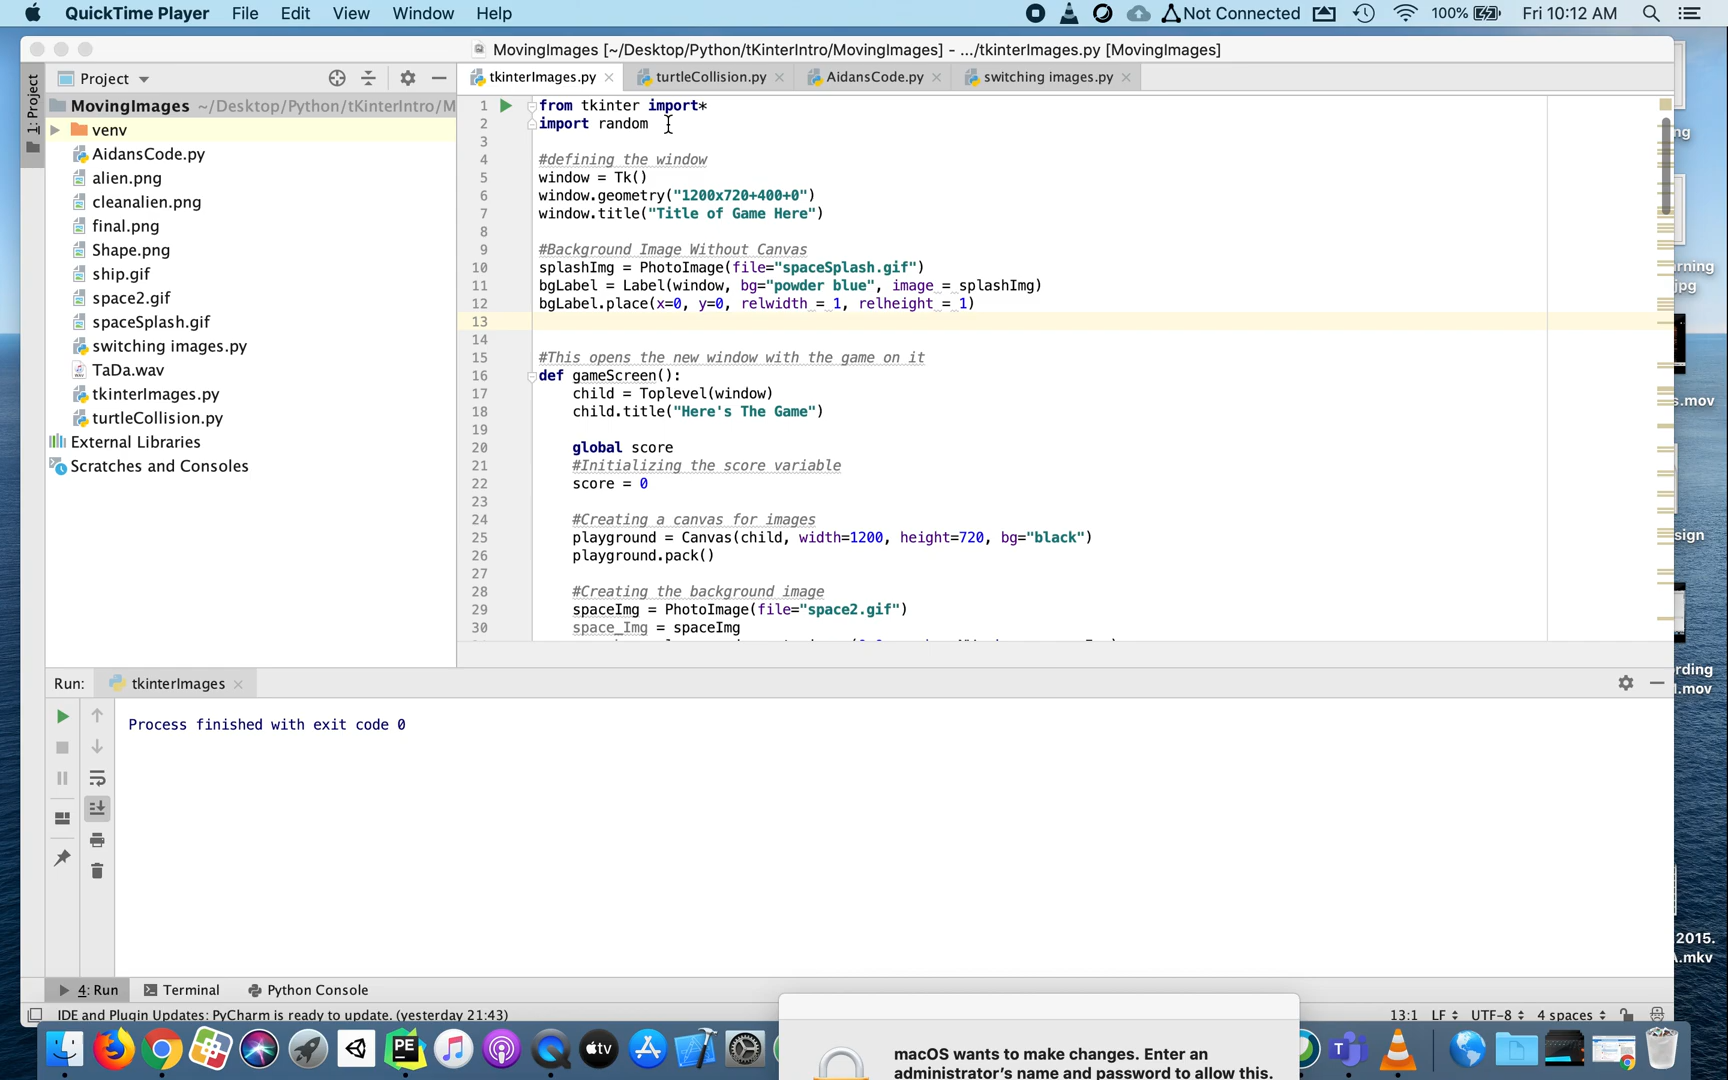 QuickTime Player File Edit View Window Help Not Connected 100% Fri 10:12 AM
MovingImages [~/Desktop/Python/tKinterIntro/MovingImages] - .../tkinterImages.py [MovingImages]
1: Project
Project
MovingImages ~/Desktop/Python/tKinterIntro/M
venv
AidansCode.py
alien.png
cleanalien.png
final.png
Shape.png
ship.gif
space2.gif
spaceSplash.gif
switching images.py
TaDa.wav
tkinterImages.py
turtleCollision.py
External Libraries
Scratches and Consoles
tkinterImages.py turtleCollision.py AidansCode.py switching images.py
1 from tkinter import*
2 import random
3
4 #defining the window
5 window = Tk()
6 window.geometry("1200x720+400+0")
7 window.title("Title of Game Here")
8
9 #Background Image Without Canvas
10 splashImg = PhotoImage(file="spaceSplash.gif")
11 bgLabel = Label(window, bg="powder blue", image = splashImg)
12 bgLabel.place(x=0, y=0, relwidth = 1, relheight = 1)
13
14
15 #This opens the new window with the game on it
16 def gameScreen():
17 child = Toplevel(window)
18 child.title("Here's The Game")
19
20 global score
21 #Initializing the score variable
22 score = 0
23
24 #Creating a canvas for images
25 playground = Canvas(child, width=1200, height=720, bg="black")
26 playground.pack()
27
28 #Creating the background image
29 spaceImg = PhotoImage(file="space2.gif")
30 space_Img = spaceImg
ng
rning
jpg
s.mov
sign
rding
.mov
2015.
.mkv
Run: tkinterImages
Process finished with exit code 0
4: Run Terminal Python Console
IDE and Plugin Updates: PyCharm is ready to update. (yesterday 21:43) 13:1 LF UTF-8 4 spaces
PE
tv
T
macOS wants to make changes. Enter an
administrator's name and password to allow this.